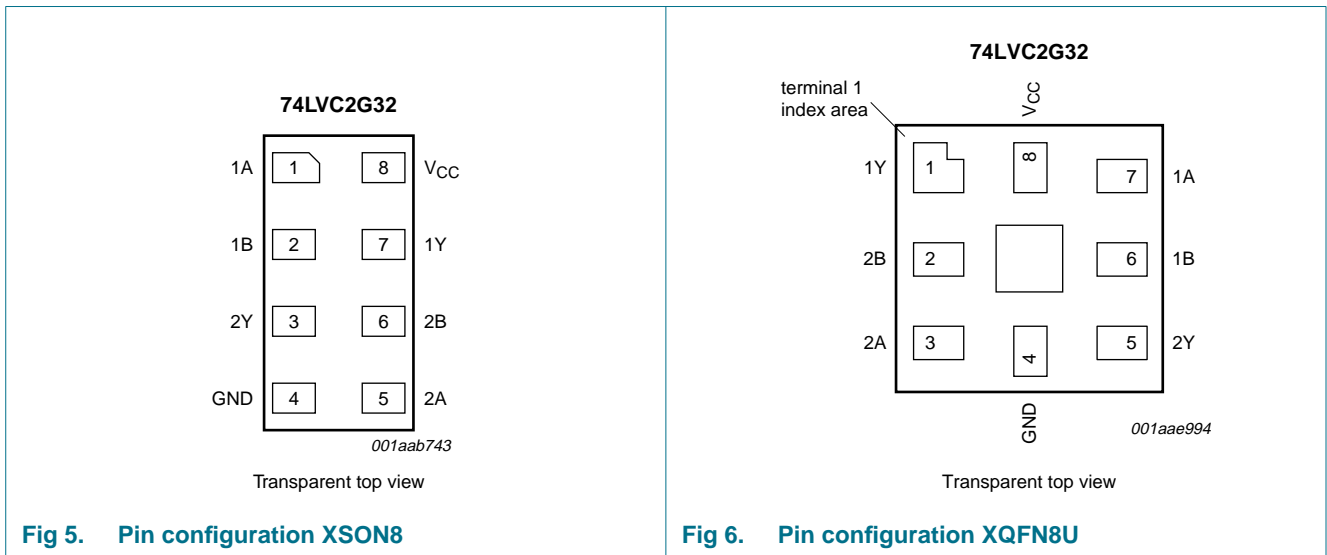 74LVC2G32
1A 1 8 VCC
1B 2 7 1Y
2Y 3 6 2B
GND 4 5 2A
001aab743
Transparent top view
Fig 5. Pin configuration XSON8
74LVC2G32
terminal 1
index area
VCC
1Y 1 8 7 1A
2B 2 6 1B
2A 3 4 5 2Y
GND
001aae994
Transparent top view
Fig 6. Pin configuration XQFN8U